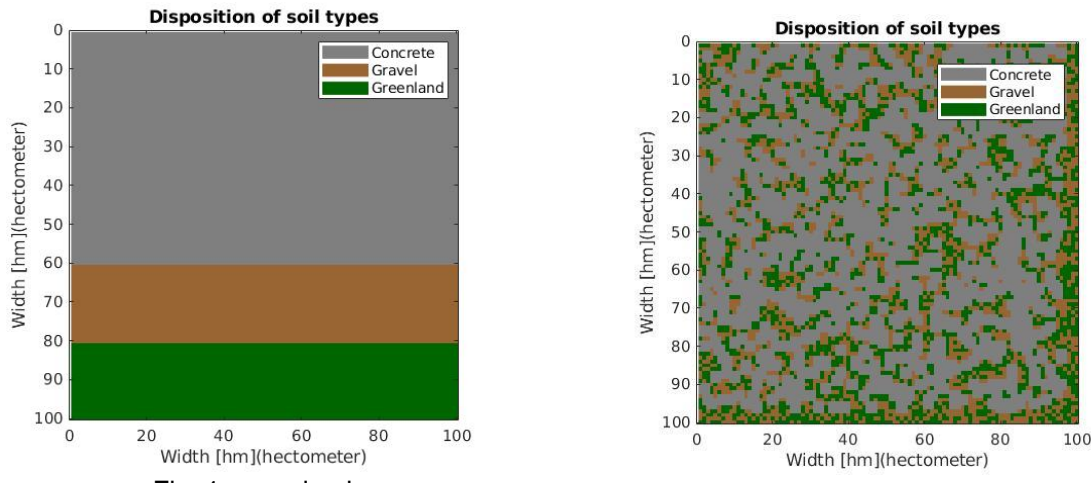 Disposition of soil types
0
10
20
30
40
50
60
70
80
90
100
Width [hm](hectometer)
Concrete
Gravel
Greenland
0 20 40 60 80 100
Width [hm](hectometer)
Disposition of soil types
0
10
20
30
40
50
60
70
80
90
100
Width [hm](hectometer)
Concrete
Gravel
Greenland
0 20 40 60 80 100
Width [hm](hectometer)